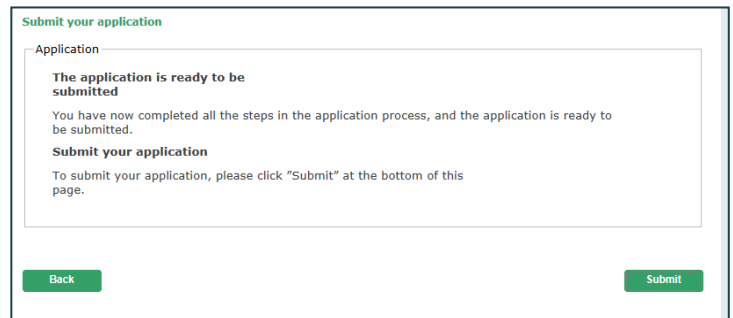 Submit your application
Application
The application is ready to be
submitted
You have now completed all the steps in the application process, and the application is ready to
be submitted.
Submit your application
To submit your application, please click ”Submit” at the bottom of this
page.
Back
Submit